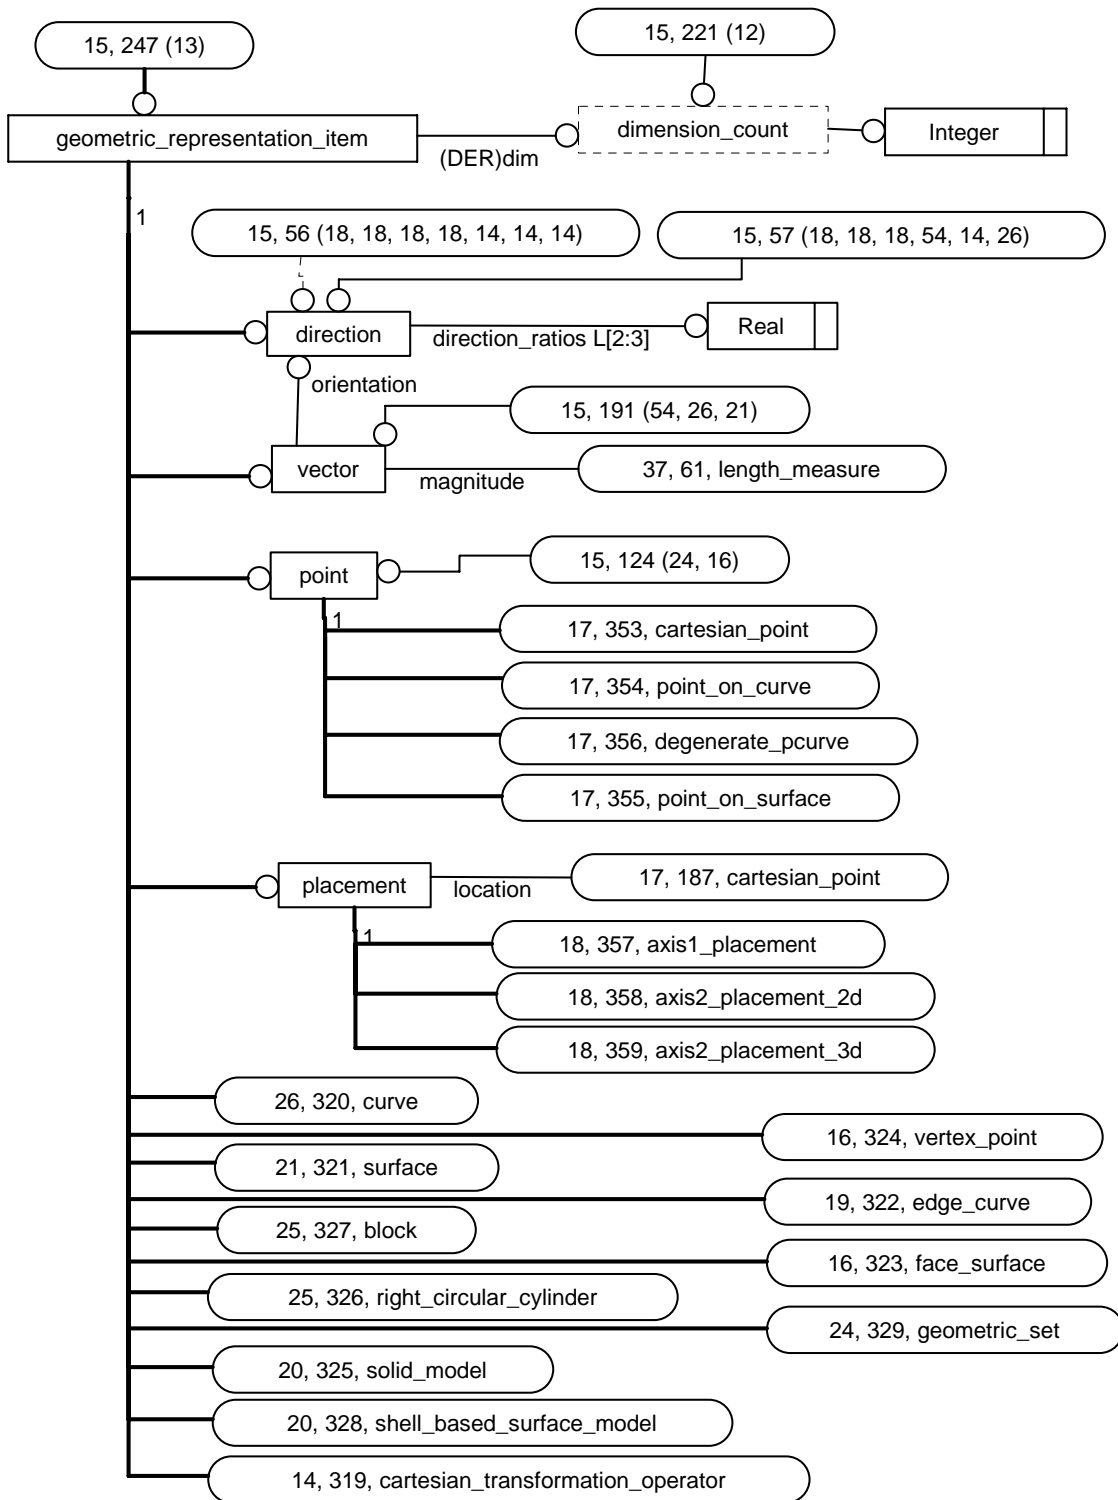 15, 247 (13)
15, 221 (12)
geometric_representation_item
(DER)dim
dimension_count
Integer
1
15, 56 (18, 18, 18, 18, 14, 14, 14)
15, 57 (18, 18, 18, 54, 14, 26)
direction
direction_ratios L[2:3]
Real
orientation
15, 191 (54, 26, 21)
vector
magnitude
37, 61, length_measure
point
15, 124 (24, 16)
1
17, 353, cartesian_point
17, 354, point_on_curve
17, 356, degenerate_pcurve
17, 355, point_on_surface
placement
location
17, 187, cartesian_point
1
18, 357, axis1_placement
18, 358, axis2_placement_2d
18, 359, axis2_placement_3d
26, 320, curve
16, 324, vertex_point
21, 321, surface
19, 322, edge_curve
25, 327, block
16, 323, face_surface
25, 326, right_circular_cylinder
24, 329, geometric_set
20, 325, solid_model
20, 328, shell_based_surface_model
14, 319, cartesian_transformation_operator